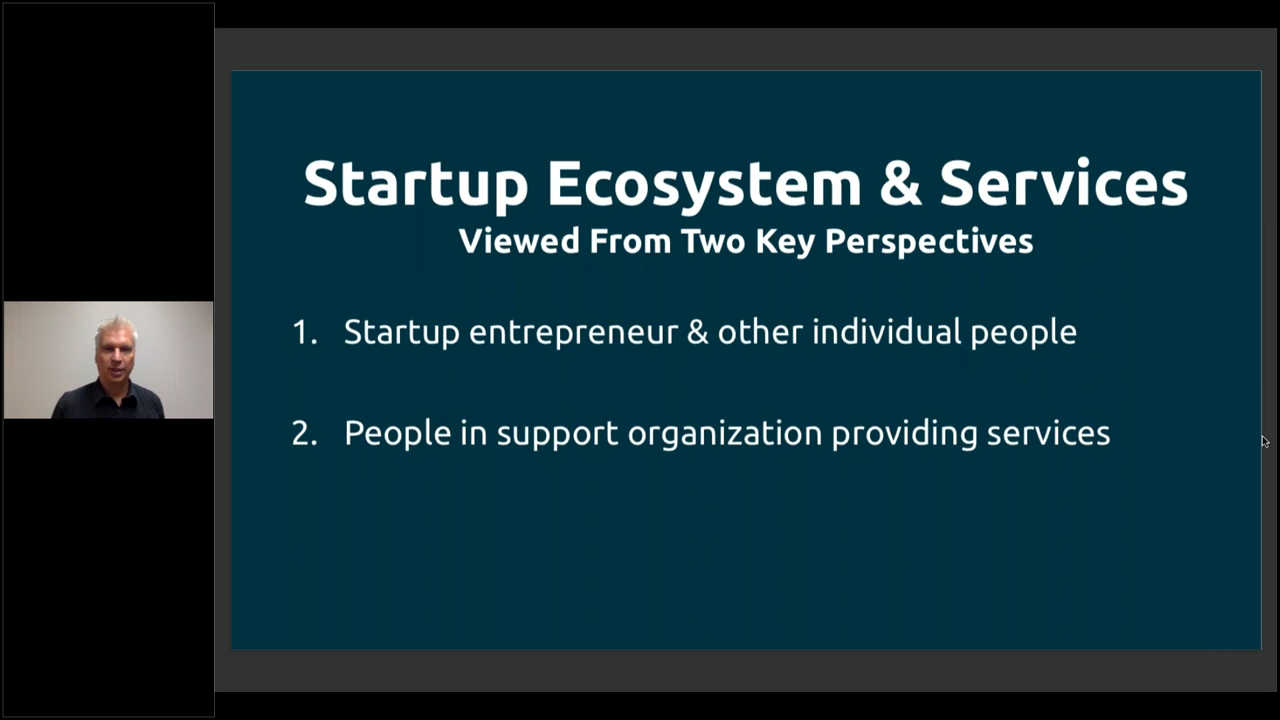 Startup Ecosystem & Services
Viewed From Two Key Perspectives
1. Startup entrepreneur & other individual people
2. People in support organization providing services